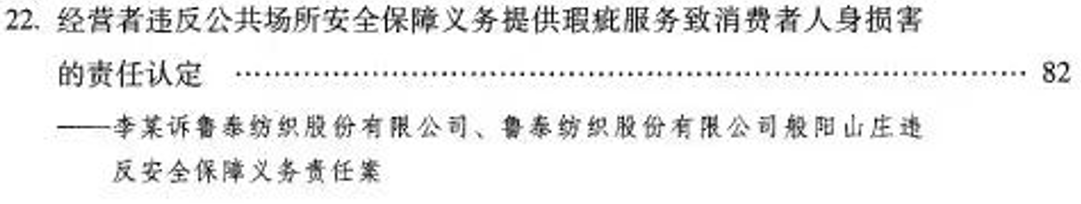 22. 经营者违反公共场所安全保障义务提供瑕疵服务致消费者人身损害
的责任认定 ………………………………………………………………… 82
——李某诉鲁泰纺织股份有限公司、鲁泰纺织股份有限公司般阳山庄违
反安全保障义务责任案